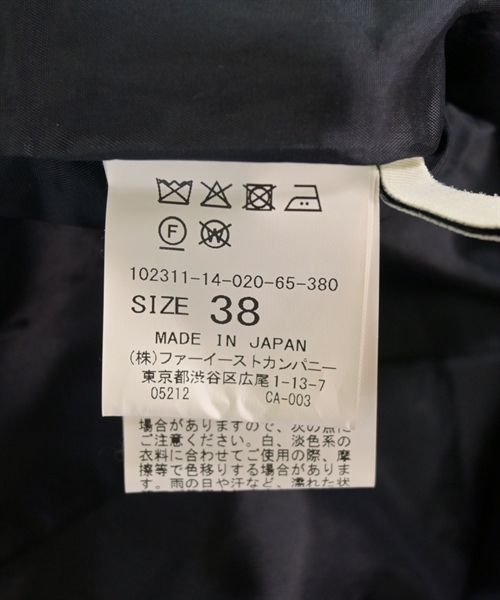 F
W
102311-14-020-65-380
SIZE 38
MADE IN JAPAN
(株)ファーイーストカンパニー
東京都渋谷区広尾1-13-7
05212 CA-003
場合がありますので、次の点に
ご注意ください。白、淡色系の
衣料に合わせてご使用の際、摩
擦等で色移りする場合がありま
す。雨の日や汗など、濡れた状